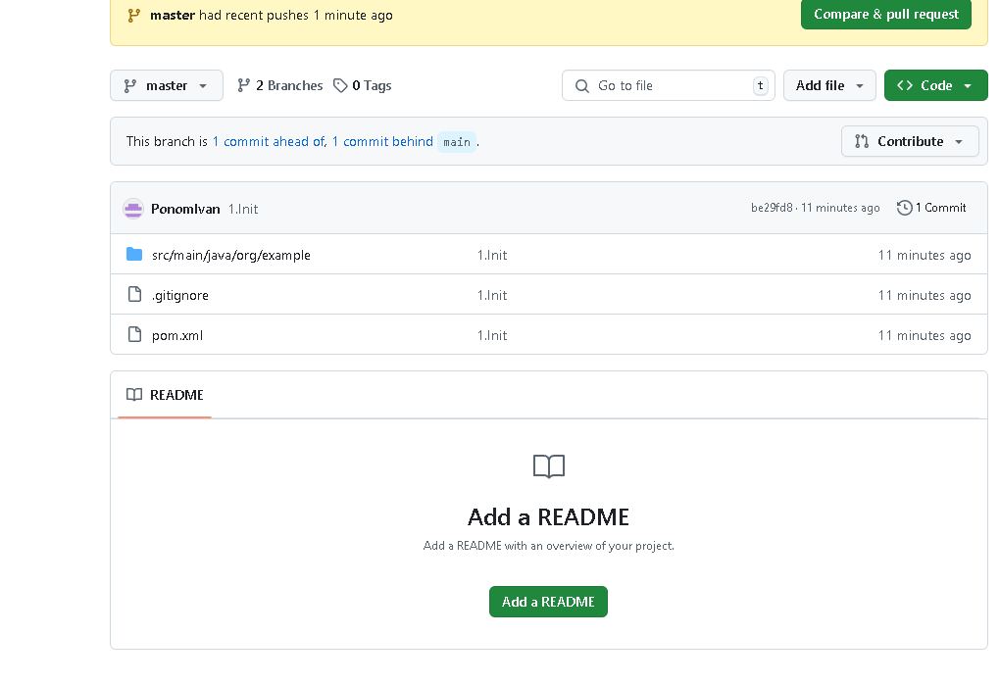 master had recent pushes 1 minute ago
Compare & pull request
master
2 Branches
0 Tags
Go to file
t
Add file
Code
This branch is 1 commit ahead of, 1 commit behind main .
Contribute
PonomIvan 1.Init
be29fd8 · 11 minutes ago
1 Commit
src/main/java/org/example 1.Init 11 minutes ago
.gitignore 1.Init 11 minutes ago
pom.xml 1.Init 11 minutes ago
README
Add a README
Add a README with an overview of your project.
Add a README